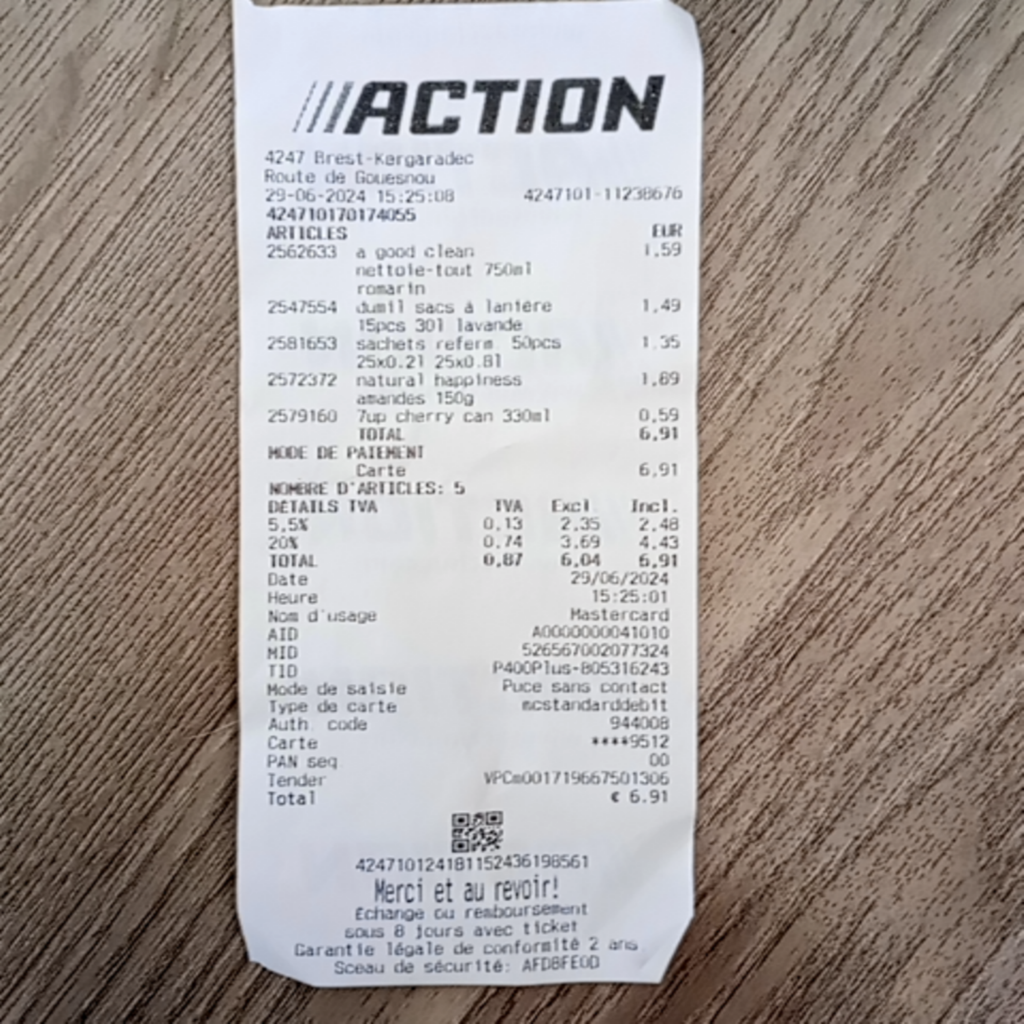 ///ACTION
4247 Brest-Kergaradec
Route de Gouesnou
29-06-2024 15:25:08 4247101-11238676
424710170174055
ARTICLES EUR
2562633 a good clean 1,59
nettoie-tout 750ml
romarin
2547554 dumil sacs à lanière 1,49
15pcs 30l lavande
2581653 sachets referm. 50pcs 1,35
25x0.2l 25x0.8l
2572372 natural happiness 1,89
amandes 150g
2579160 7up cherry can 330ml 0,59
TOTAL 6,91
MODE DE PAIEMENT
Carte 6,91
NOMBRE D'ARTICLES: 5
DÉTAILS TVA TVA Excl. Incl.
5,5% 0,13 2,35 2,48
20% 0,74 3,69 4,43
TOTAL 0,87 6,04 6,91
Date 29/06/2024
Heure 15:25:01
Nom d'usage Mastercard
AID A0000000041010
MID 526567002077324
TID P400Plus-805316243
Mode de saisie Puce sans contact
Type de carte mcstandarddebit
Auth. code 944008
Carte ****9512
PAN seq 00
Tender VPCm001719667501306
Total € 6.91
4247101241811524361985​61
Merci et au revoir!
Echange ou remboursement
sous 8 jours avec ticket
Garantie légale de conformité 2 ans
Sceau de sécurité: AFDBFE0D